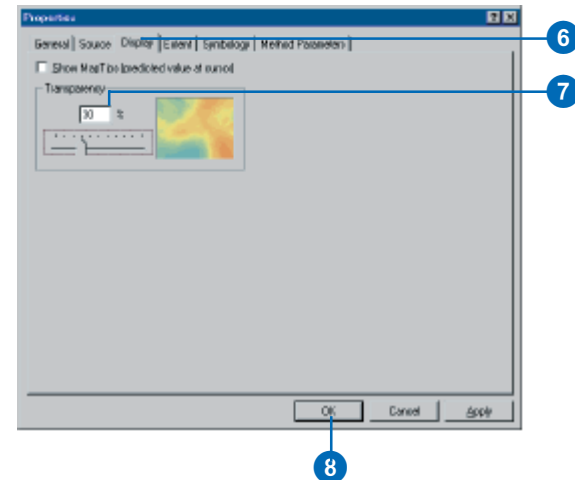 Properties
General Source Display Extent Symbology Method Parameters
6
Show MapTips (predicted value at cursor)
7
Transparency
30 %
OK Cancel Apply
8